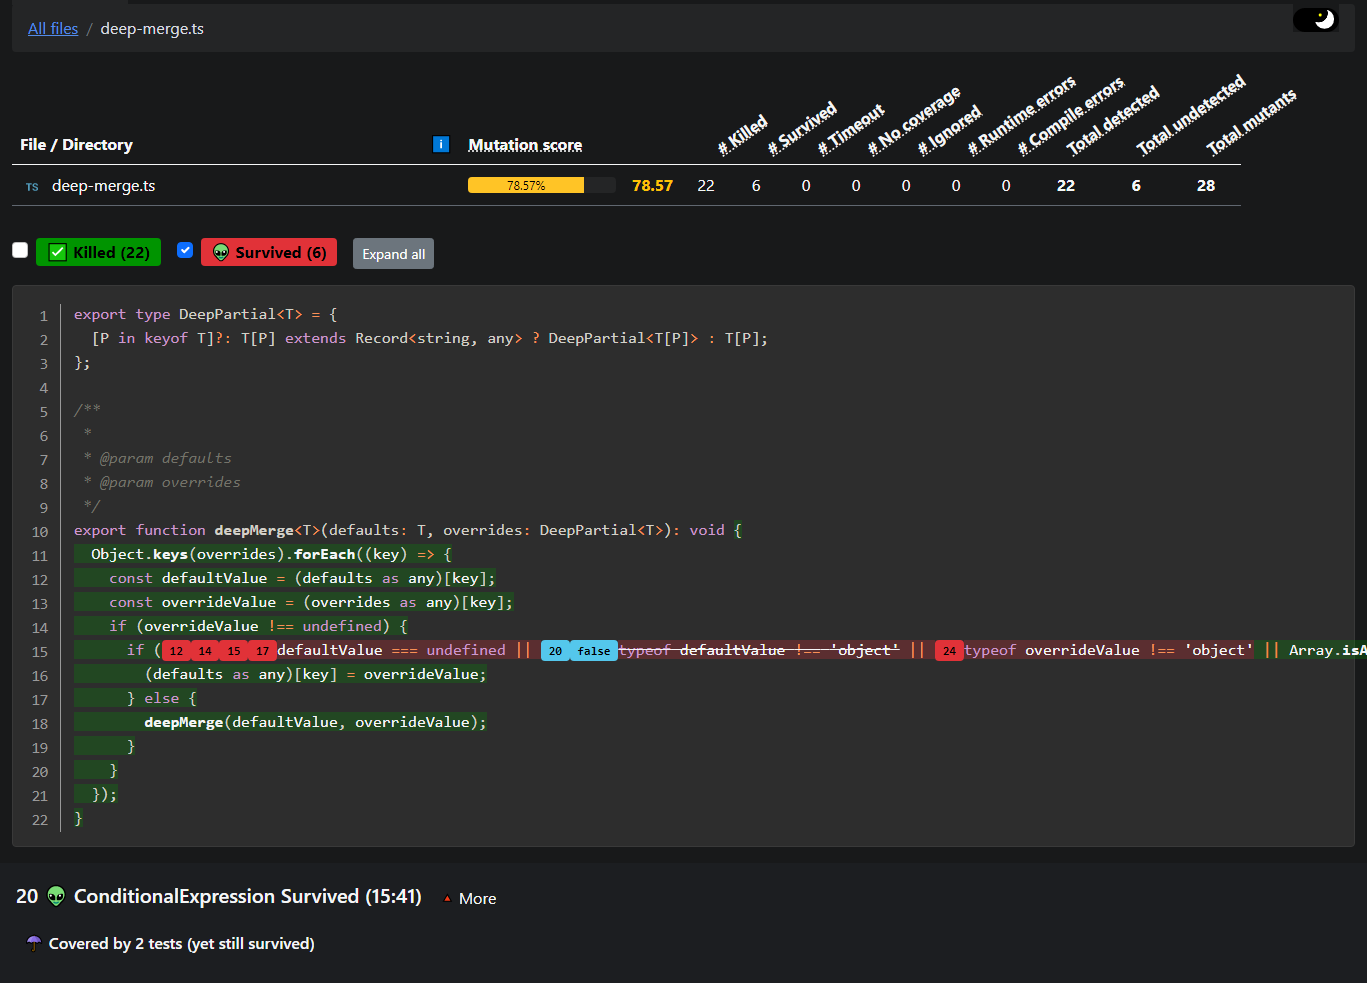 All files / deep-merge.ts
File / Directory i Mutation score # Killed # Survived # Timeout # No coverage # Ignored # Runtime errors # Compile errors Total detected Total undetected Total mutants
TS deep-merge.ts 78.57% 78.57 22 6 0 0 0 0 0 22 6 28
✅ Killed (22) 👽 Survived (6) Expand all
1 export type DeepPartial<T> = {
2 [P in keyof T]?: T[P] extends Record<string, any> ? DeepPartial<T[P]> : T[P];
3 };
4
5 /**
6 *
7 * @param defaults
8 * @param overrides
9 */
10 export function deepMerge<T>(defaults: T, overrides: DeepPartial<T>): void {
11 Object.keys(overrides).forEach((key) => {
12 const defaultValue = (defaults as any)[key];
13 const overrideValue = (overrides as any)[key];
14 if (overrideValue !== undefined) {
15 if (12 14 15 17 defaultValue === undefined || 20 false typeof defaultValue !== 'object' || 24 typeof overrideValue !== 'object' || Array.isA
16 (defaults as any)[key] = overrideValue;
17 } else {
18 deepMerge(defaultValue, overrideValue);
19 }
20 }
21 });
22 }
20 👽 ConditionalExpression Survived (15:41) 🔺 More
☂️ Covered by 2 tests (yet still survived)